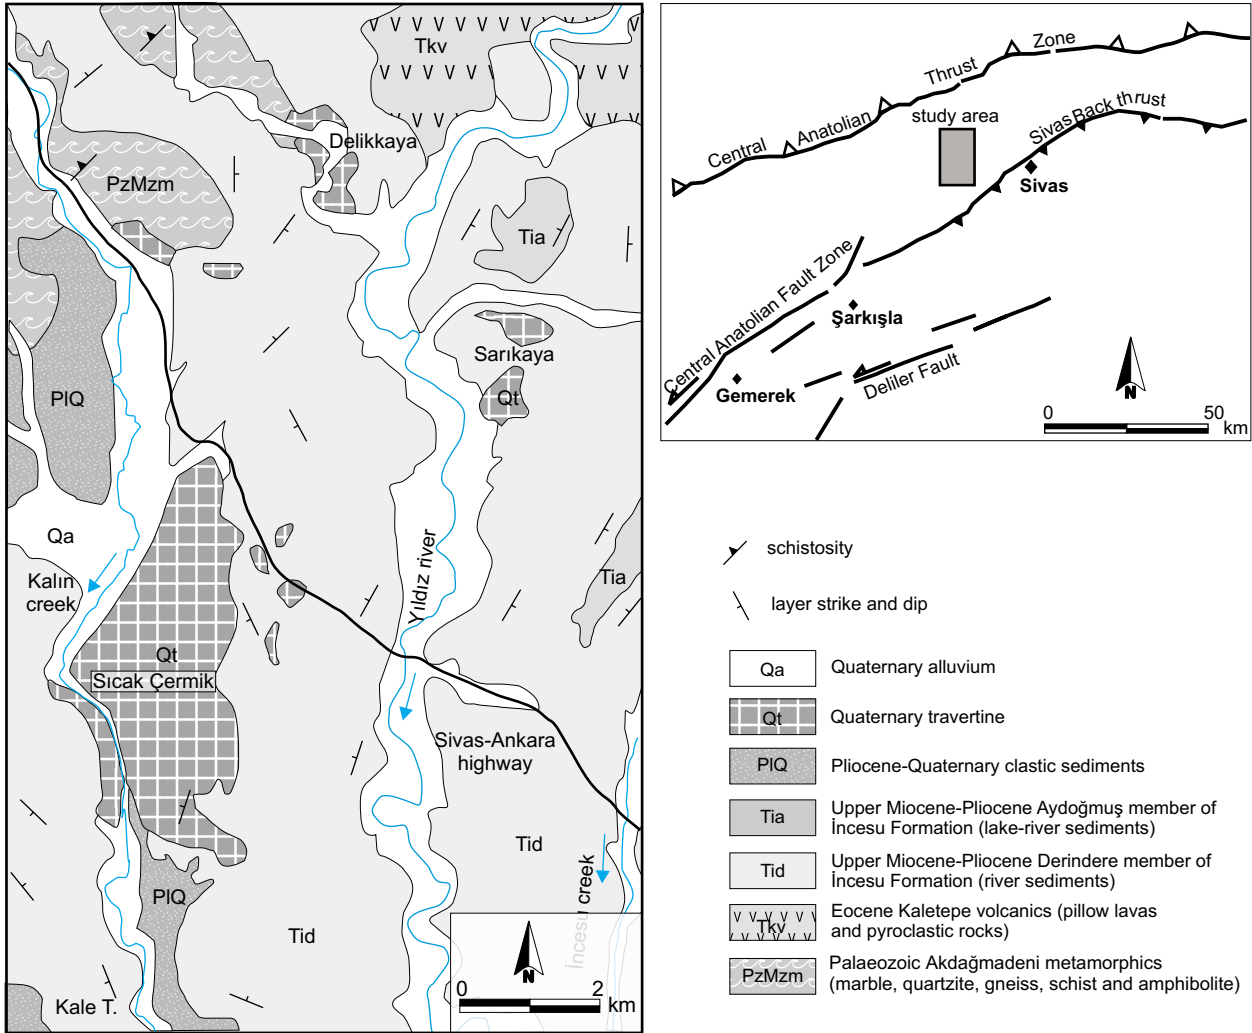 Tkv
Delikkaya
PzMzm
Tia
Sarıkaya
PlQ
Qt
Qa
Kalın
creek
Yıldız river
Tia
Qt
Sıcak Çermik
Sivas-Ankara
highway
Tid
İncesu creek
PlQ
Tid
Kale T.
N
0 2
km
Central Anatolian Thrust Zone
study area
Sivas Back thrust
Sivas
Central Anatolian Fault Zone
Şarkışla
Gemerek
Deliler Fault
N
0 50
km
schistosity
layer strike and dip
Qa Quaternary alluvium
Qt Quaternary travertine
PlQ Pliocene-Quaternary clastic sediments
Tia Upper Miocene-Pliocene Aydoğmuş member of
İncesu Formation (lake-river sediments)
Tid Upper Miocene-Pliocene Derindere member of
İncesu Formation (river sediments)
Tkv Eocene Kaletepe volcanics (pillow lavas
and pyroclastic rocks)
PzMzm Palaeozoic Akdağmadeni metamorphics
(marble, quartzite, gneiss, schist and amphibolite)